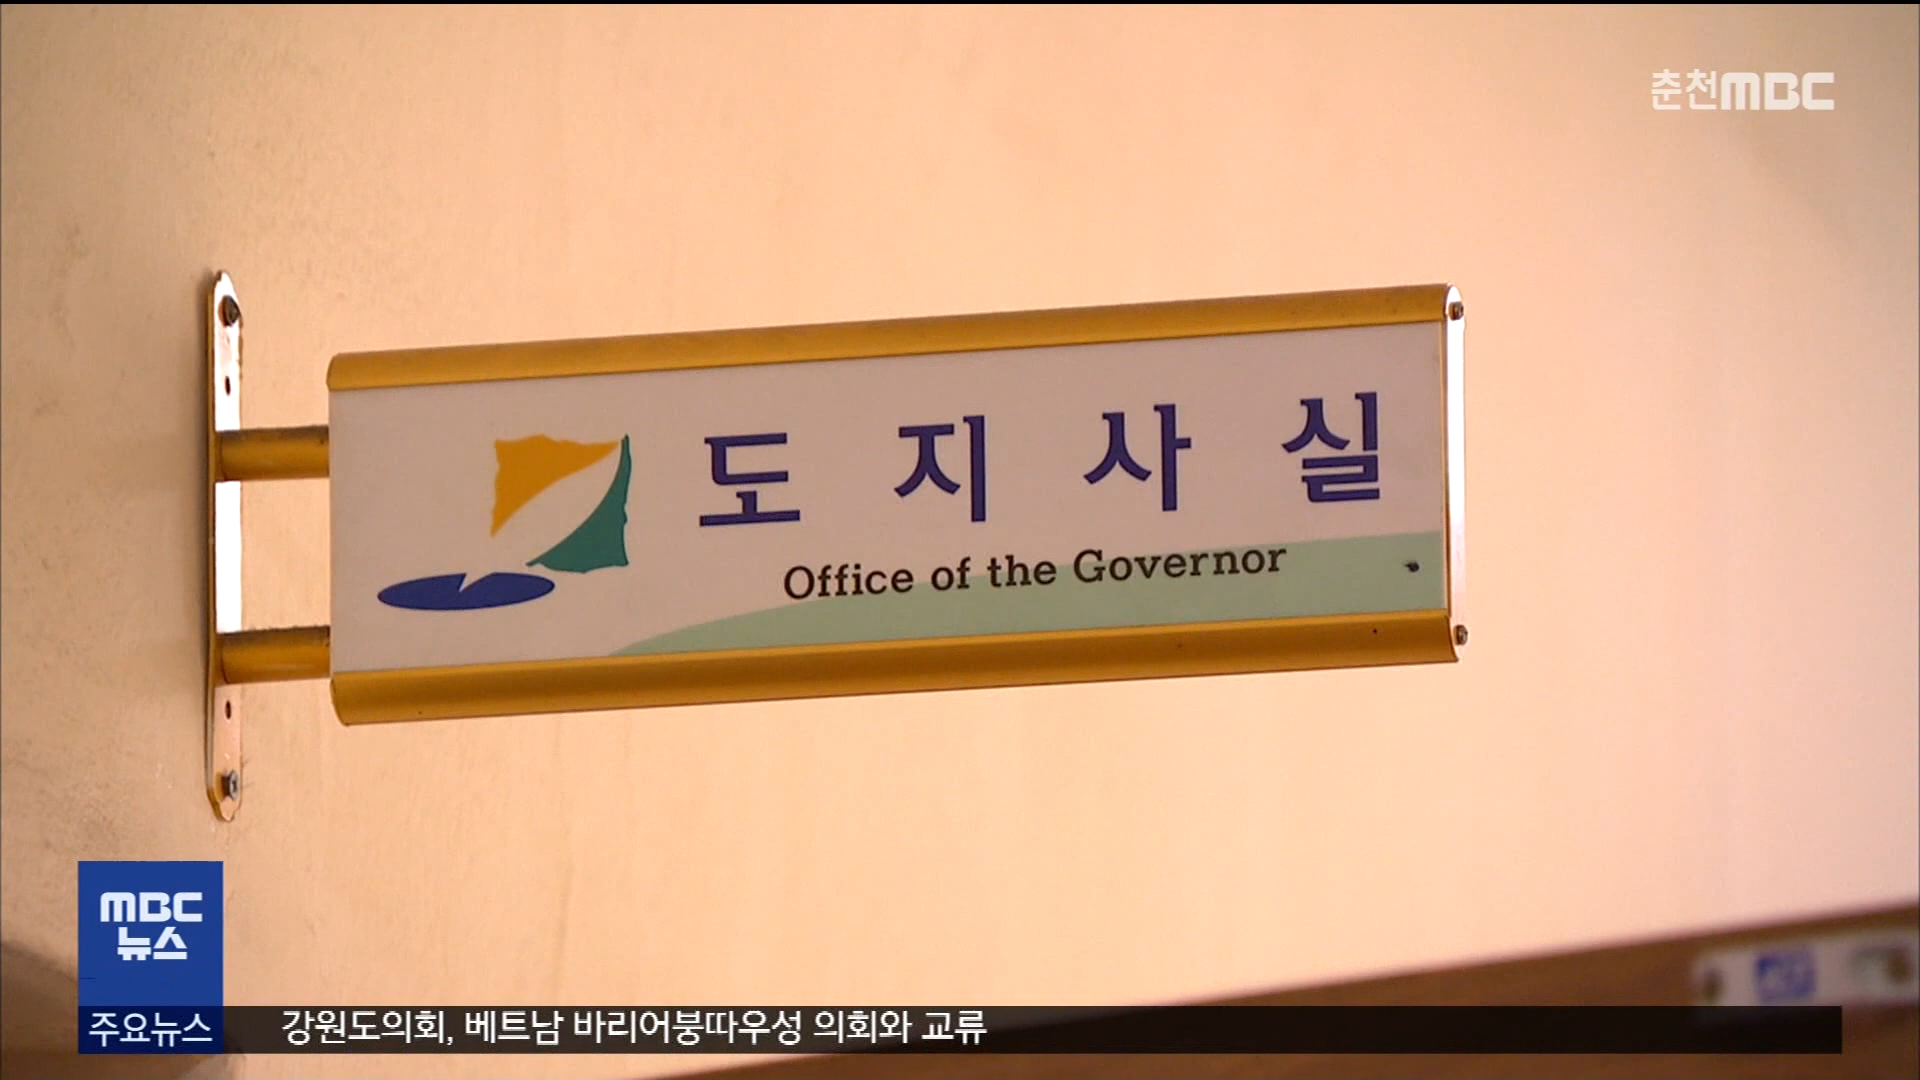 춘천MBC
도지사실
Office of the Governor
MBC
뉴스
주요뉴스
강원도의회, 베트남 바리어붕따우성 의회와 교류